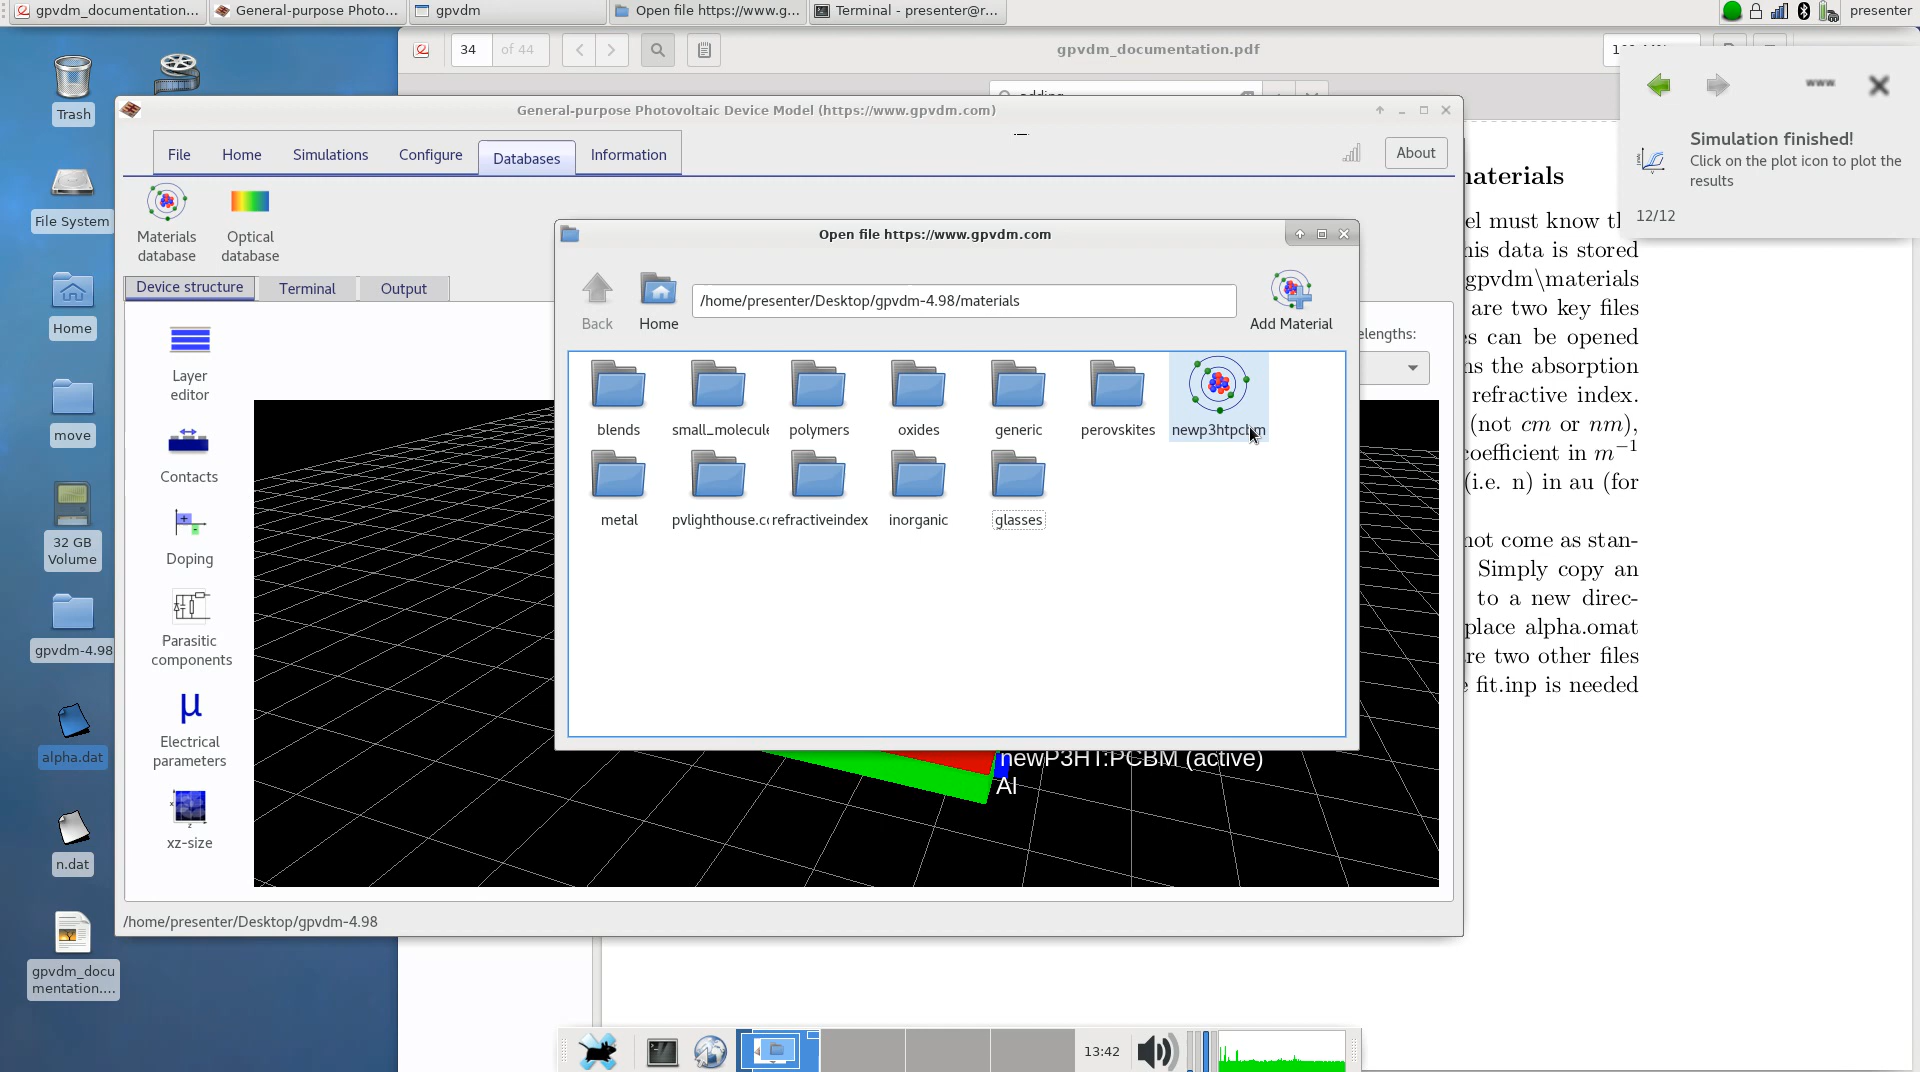 gpvdm_documentation...
General-purpose Photo...
gpvdm
Open file https://www.g...
Terminal - presenter@r...
presenter
34
of 44
gpvdm_documentation.pdf
Trash
File System
Home
move
32 GB
Volume
gpvdm-4.98
alpha.dat
n.dat
gpvdm_docu
mentation....
General-purpose Photovoltaic Device Model (https://www.gpvdm.com)
File
Home
Simulations
Configure
Databases
Information
About
Materials
database
Optical
database
Device structure
Terminal
Output
Layer
editor
Contacts
Doping
Parasitic
components
μ
Electrical
parameters
xz-size
elengths:
newP3HT:PCBM (active)
Al
/home/presenter/Desktop/gpvdm-4.98
Open file https://www.gpvdm.com
Back
Home
/home/presenter/Desktop/gpvdm-4.98/materials
Add Material
blends
small_molecule
polymers
oxides
generic
perovskites
metal
pvlighthouse.co
refractiveindex
inorganic
glasses
www
Simulation finished!
Click on the plot icon to plot the
results
12/12
materials
el must know
his data is stored
gpvdm\materials
are two key files
es can be opened
ns the absorption
refractive index.
(not cm or nm),
coefficient in m⁻¹
(i.e. n) in au (for
not come as stan-
Simply copy an
to a new direc-
place alpha.omat
re two other files
e fit.inp is needed
13:42